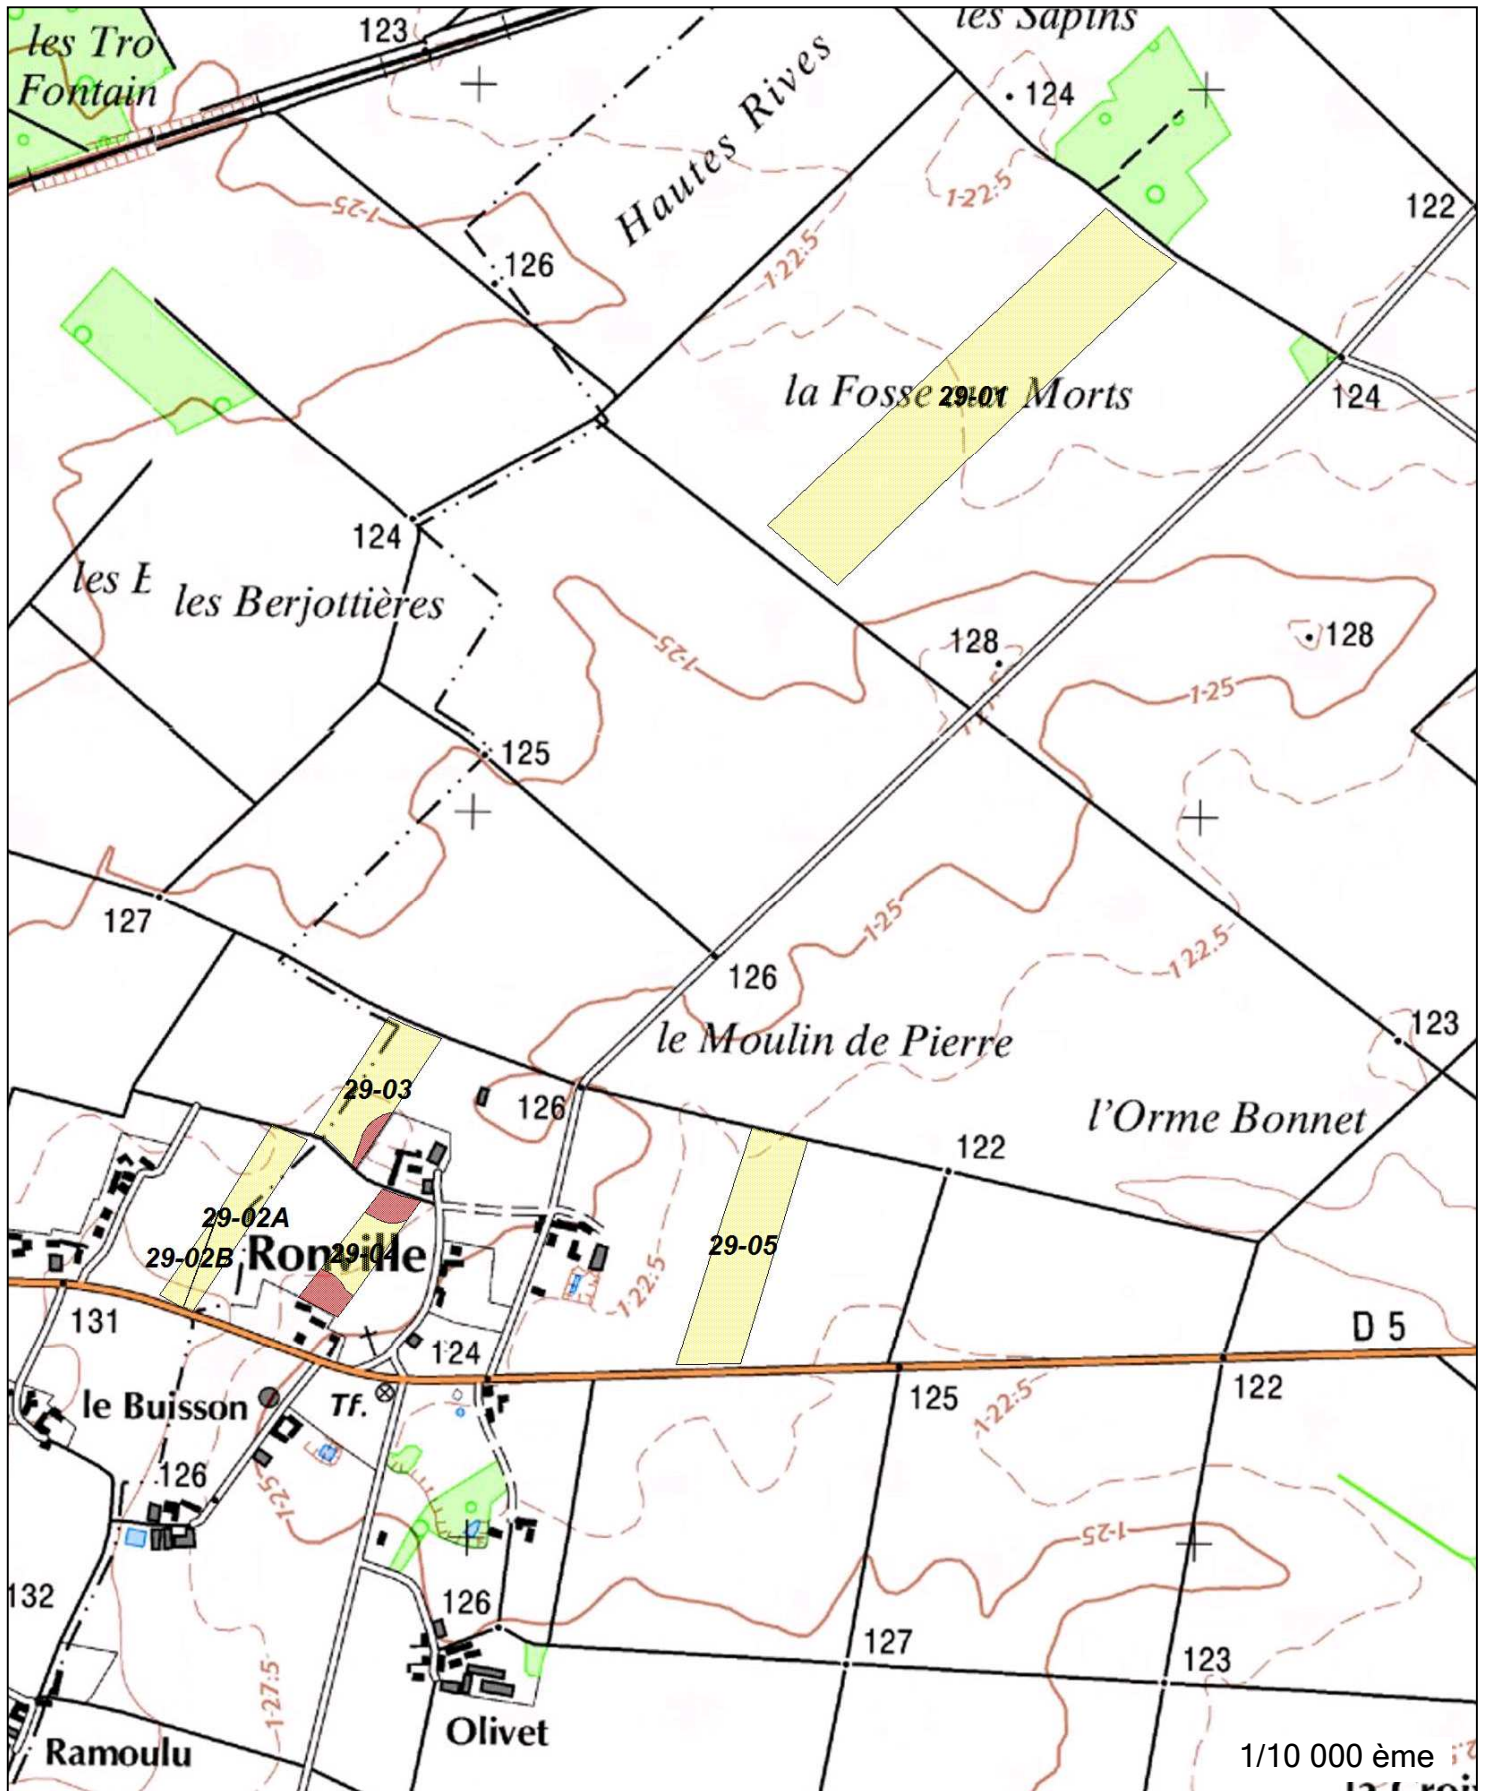 les Tro
Fontain
123
les Sapins
124
Hautes Rives
1-22:5
122
1-25
126
1-22:5
la Fosse aux Morts
29-01
124
124
les B
les Berjottières
128
128
1-25
1-25
125
127
1-25
126
1-22.5
le Moulin de Pierre
123
29-03
126
l'Orme Bonnet
122
29-02A
29-02B
Ronville
29-04
29-05
1-22:5
131
124
D 5
le Buisson
Tf.
125
122
1-22:5
126
1-25
1-25
132
126
127
123
1-27:5
Olivet
Ramoulu
1/10 000 ème